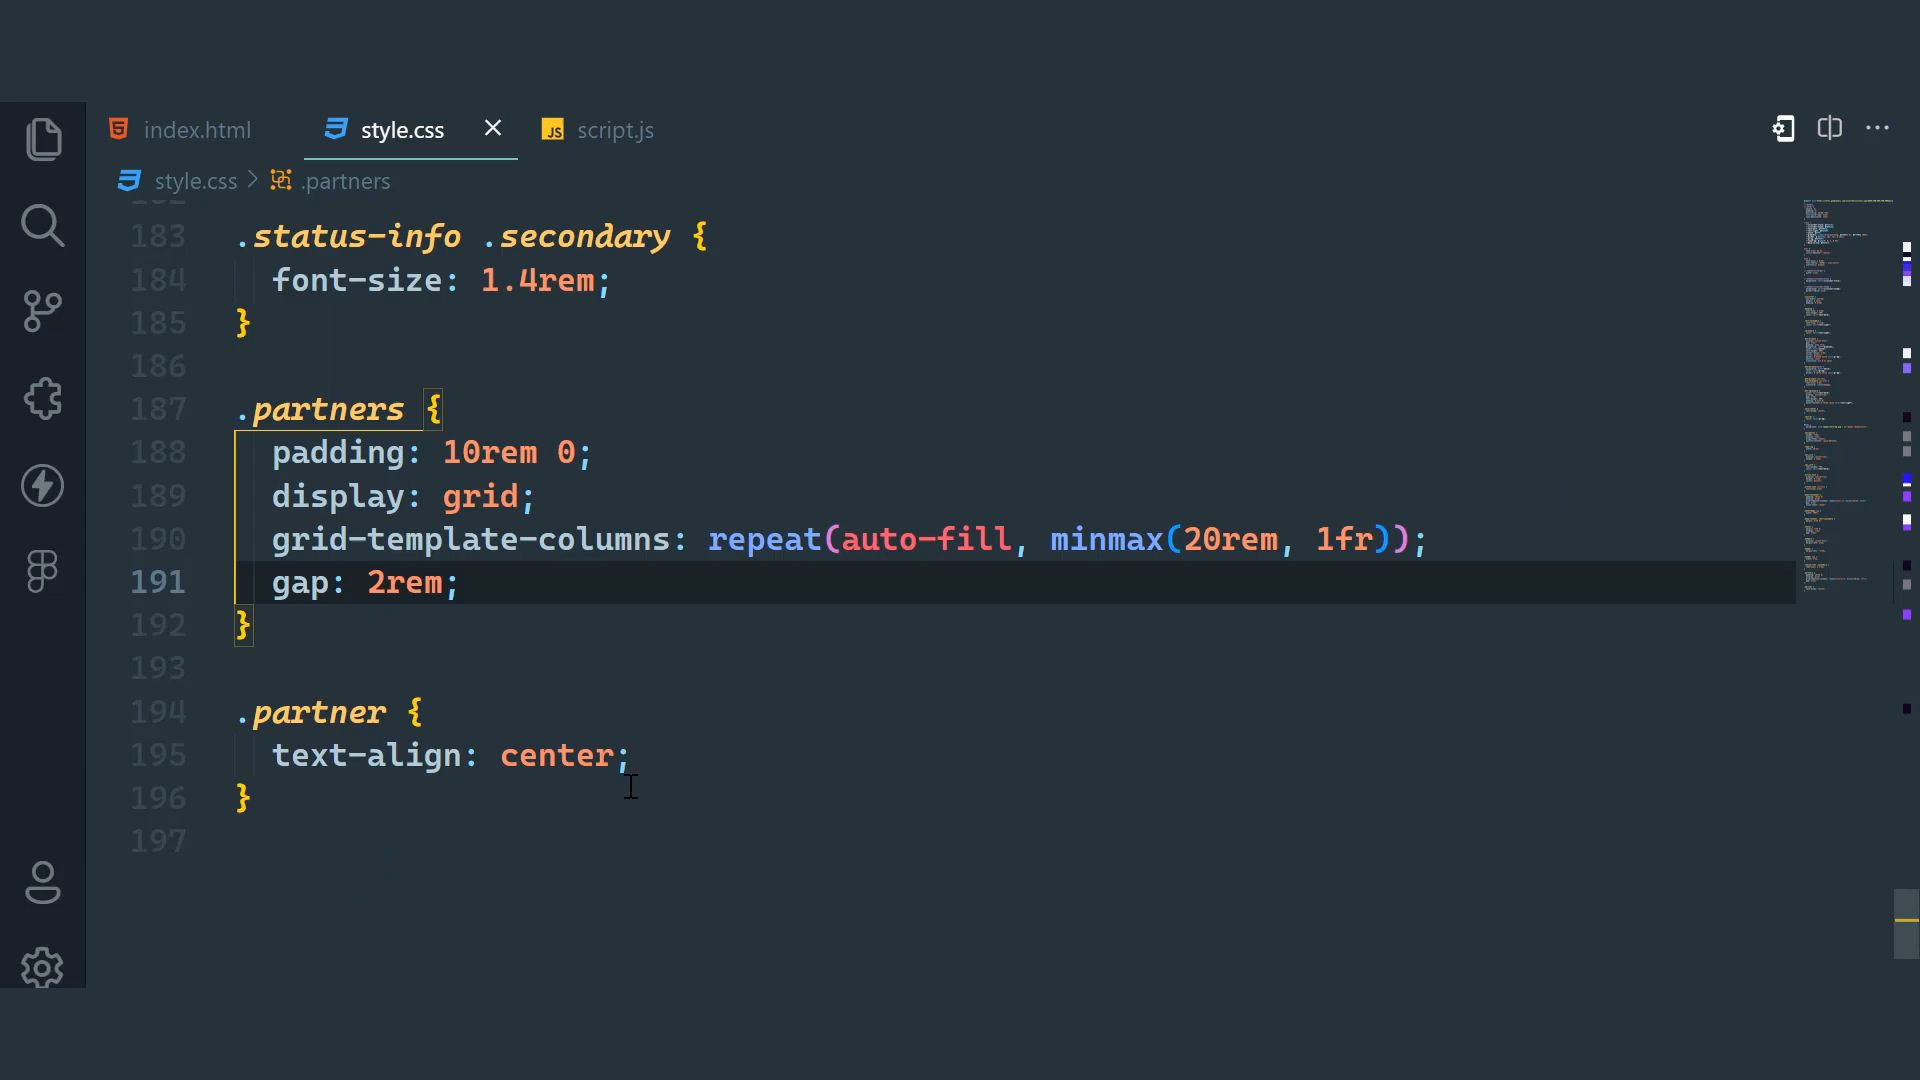 index.html
style.css
JS script.js
style.css > .partners
183 .status-info .secondary {
184 font-size: 1.4rem;
185 }
186
187 .partners {
188 padding: 10rem 0;
189 display: grid;
190 grid-template-columns: repeat(auto-fill, minmax(20rem, 1fr));
191 gap: 2rem;
192 }
193
194 .partner {
195 text-align: center;
196 }
197